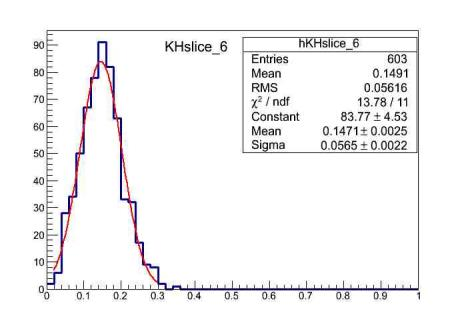 KHslice_6
hKHslice_6
Entries 603
Mean 0.1491
RMS 0.05616
χ² / ndf 13.78 / 11
Constant 83.77 ± 4.53
Mean 0.1471 ± 0.0025
Sigma 0.0565 ± 0.0022
90
80
70
60
50
40
30
20
10
0
0 0.1 0.2 0.3 0.4 0.5 0.6 0.7 0.8 0.9 1